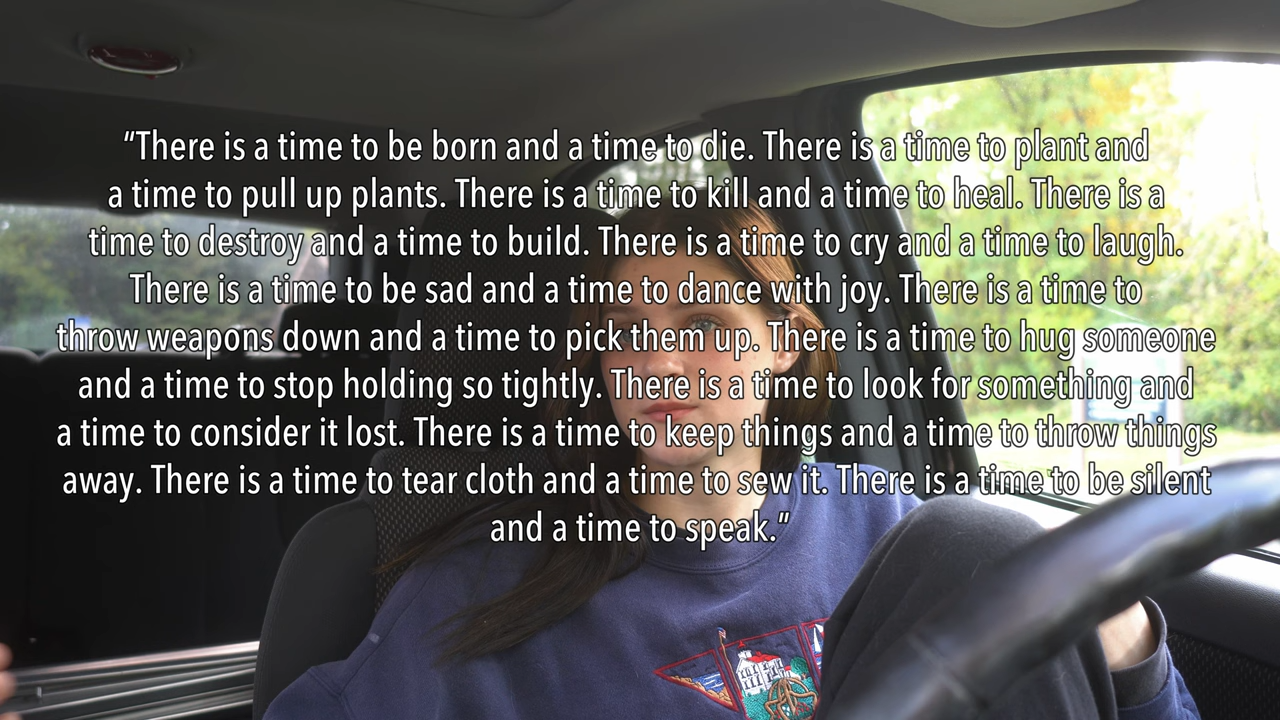 "There is a time to be born and a time to die. There is a time to plant and
a time to pull up plants. There is a time to kill and a time to heal. There is a
time to destroy and a time to build. There is a time to cry and a time to laugh.
There is a time to be sad and a time to dance with joy. There is a time to
throw weapons down and a time to pick them up. There is a time to hug someone
and a time to stop holding so tightly. There is a time to look for something and
a time to consider it lost. There is a time to keep things and a time to throw things
away. There is a time to tear cloth and a time to sew it. There is a time to be silent
and a time to speak."